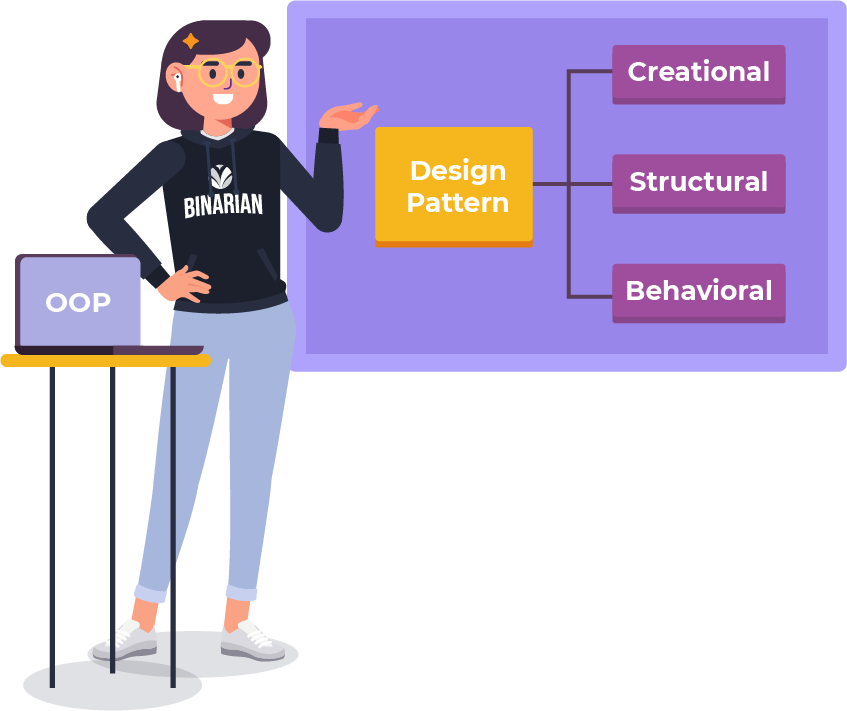 Creational
Design
Pattern
Structural
Behavioral
BINARIAN
OOP